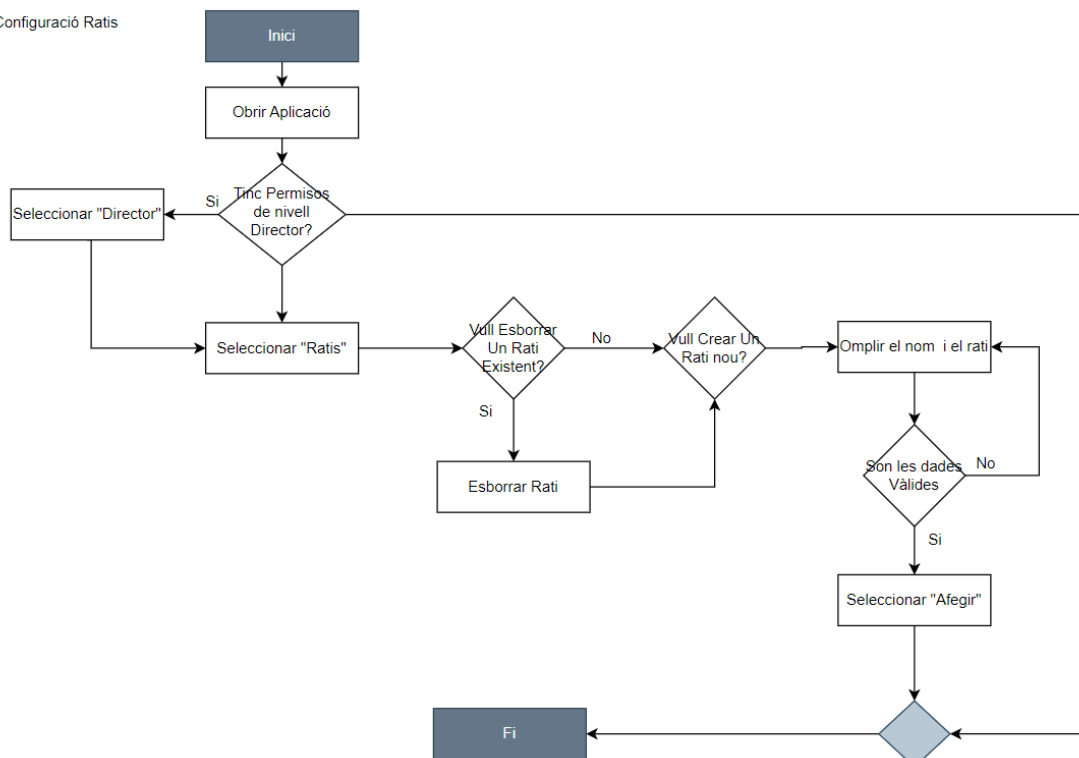 Configuració Ratis
Inici
Obrir Aplicació
Tinc Permisos
de nivell
Director?
Si
Seleccionar "Director"
Seleccionar "Ratis"
Vull Esborrar
Un Rati
Existent?
No
Si
Esborrar Rati
Vull Crear Un
Rati nou?
Omplir el nom  i el rati
Son les dades
Vàlides
No
Si
Seleccionar "Afegir"
Fi